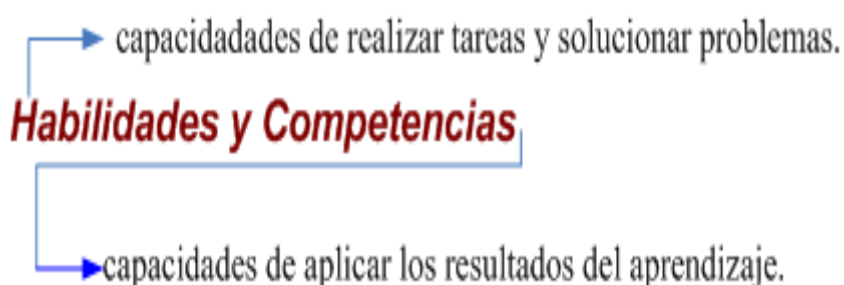 capacidadades de realizar tareas y solucionar problemas.
Habilidades y Competencias
capacidades de aplicar los resultados del aprendizaje.